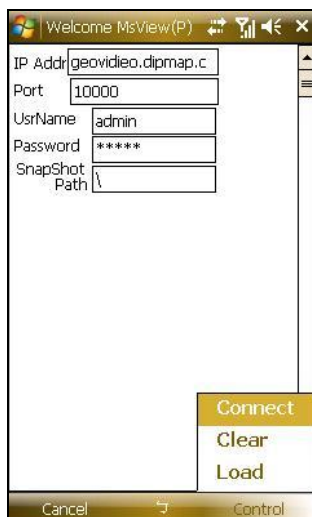 Welcome MsView(P)
IP Addr geovidieo.dipmap.c
Port 10000
UsrName admin
Password *****
SnapShot
Path \
Connect
Clear
Load
Cancel Control